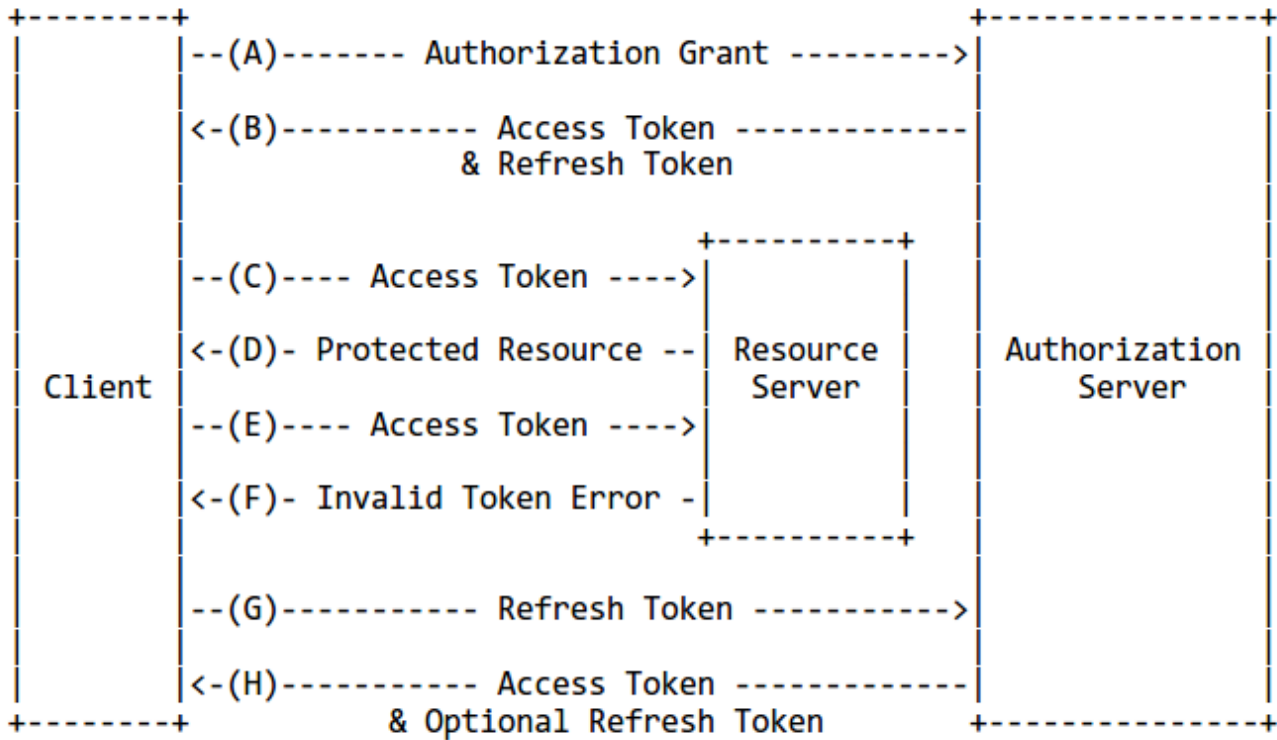 +--------+                                           +---------------+
|        |--(A)------- Authorization Grant --------->|               |
|        |                                           |               |
|        |<-(B)----------- Access Token -------------|               |
|        |               & Refresh Token             |               |
|        |                                           |               |
|        |                            +----------+   |               |
|        |--(C)---- Access Token ---->|          |   |               |
|        |                            |          |   |               |
|        |<-(D)- Protected Resource --| Resource |   | Authorization |
| Client |                            |  Server  |   |     Server    |
|        |--(E)---- Access Token ---->|          |   |               |
|        |                            |          |   |               |
|        |<-(F)- Invalid Token Error -|          |   |               |
|        |                            +----------+   |               |
|        |                                           |               |
|        |--(G)----------- Refresh Token ----------->|               |
|        |                                           |               |
|        |<-(H)----------- Access Token -------------|               |
+--------+           & Optional Refresh Token        +---------------+